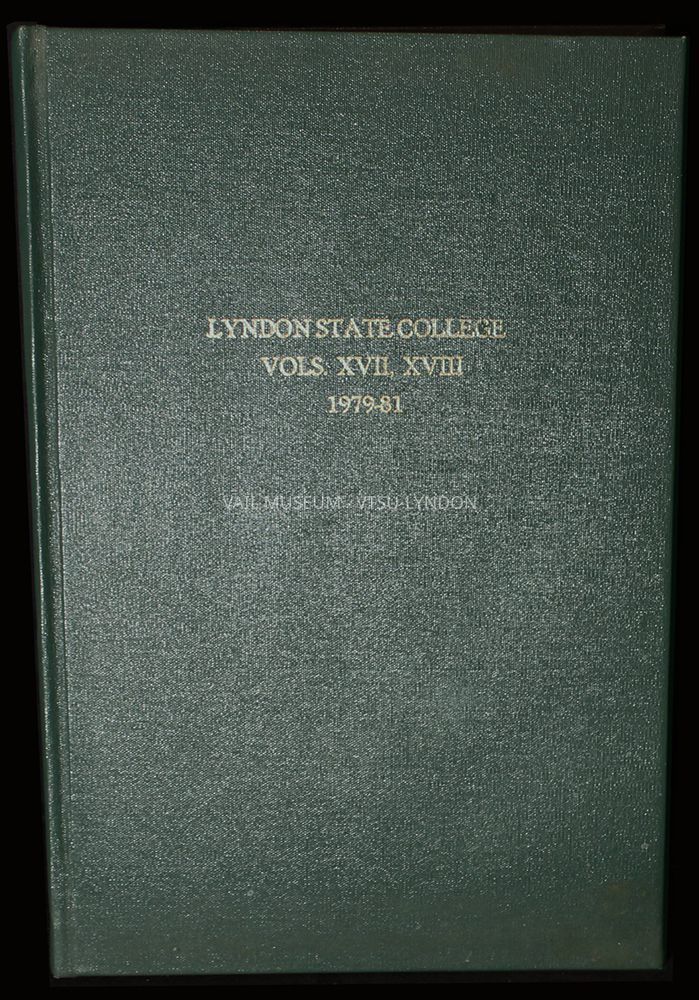 LYNDON STATE COLLEGE
VOLS. XVII, XVIII
1979-81
VAIL MUSEUM - VTSU-LYNDON